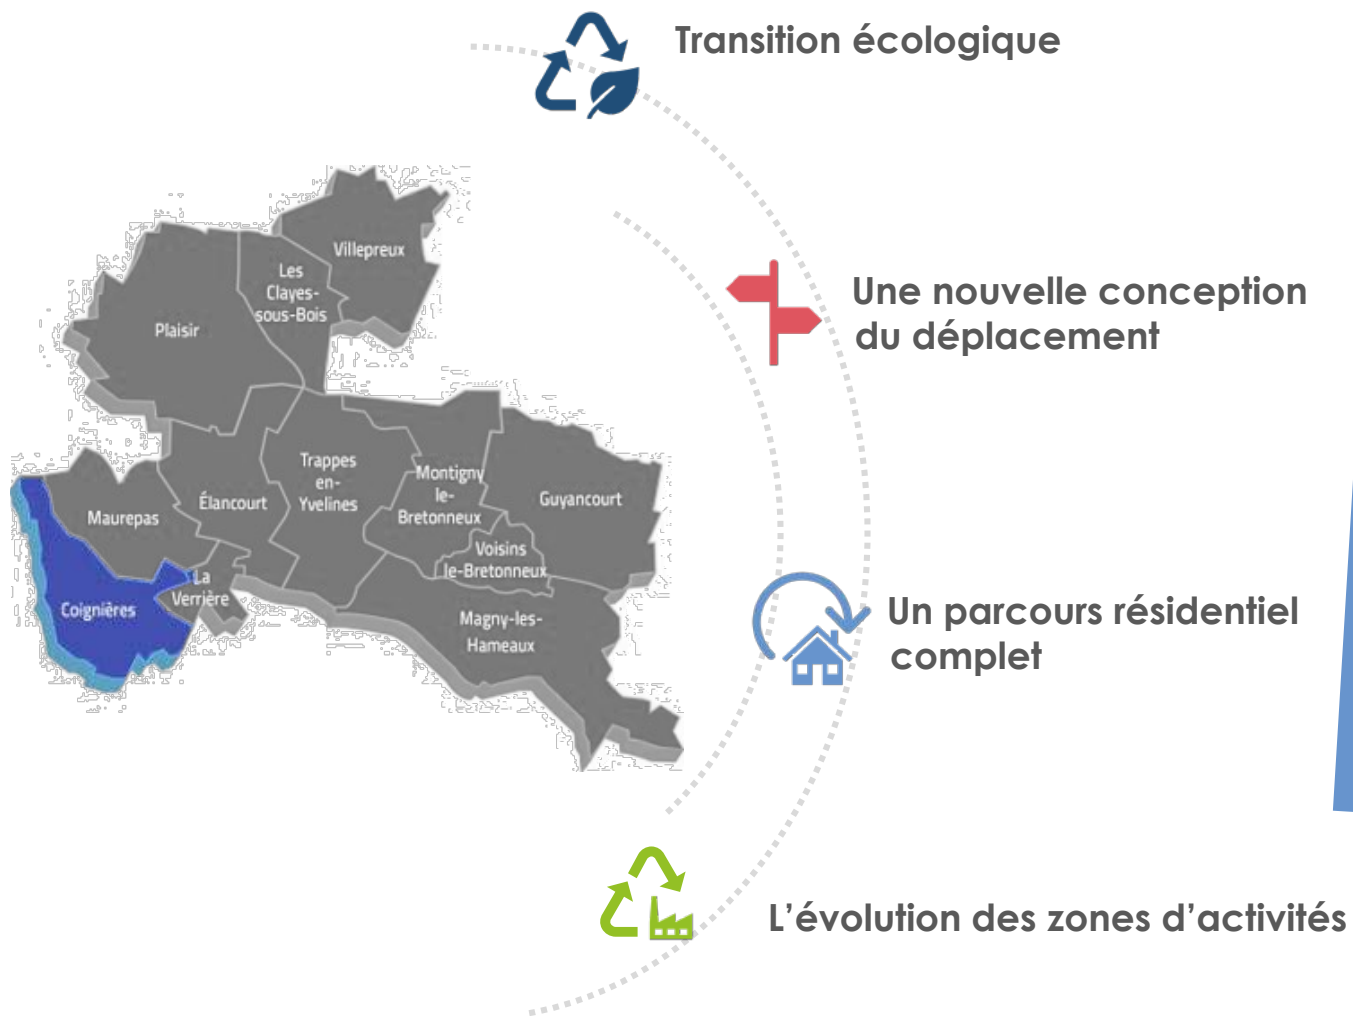 Transition écologique
Villepreux
Les
Clayes-
sous-Bois
Plaisir
Une nouvelle conception
du déplacement
Trappes
en-
Yvelines
Montigny
le-
Bretonneux
Guyancourt
Élancourt
Maurepas
Voisins
le-Bretonneux
La
Verrière
Coignières
Magny-les-
Hameaux
Un parcours résidentiel
complet
L’évolution des zones d’activités